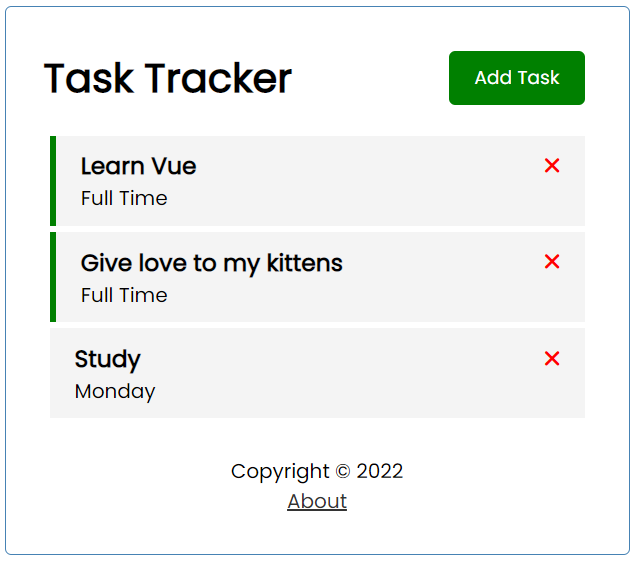 Task Tracker
Add Task
Learn Vue
Full Time
Give love to my kittens
Full Time
Study
Monday
Copyright © 2022
About